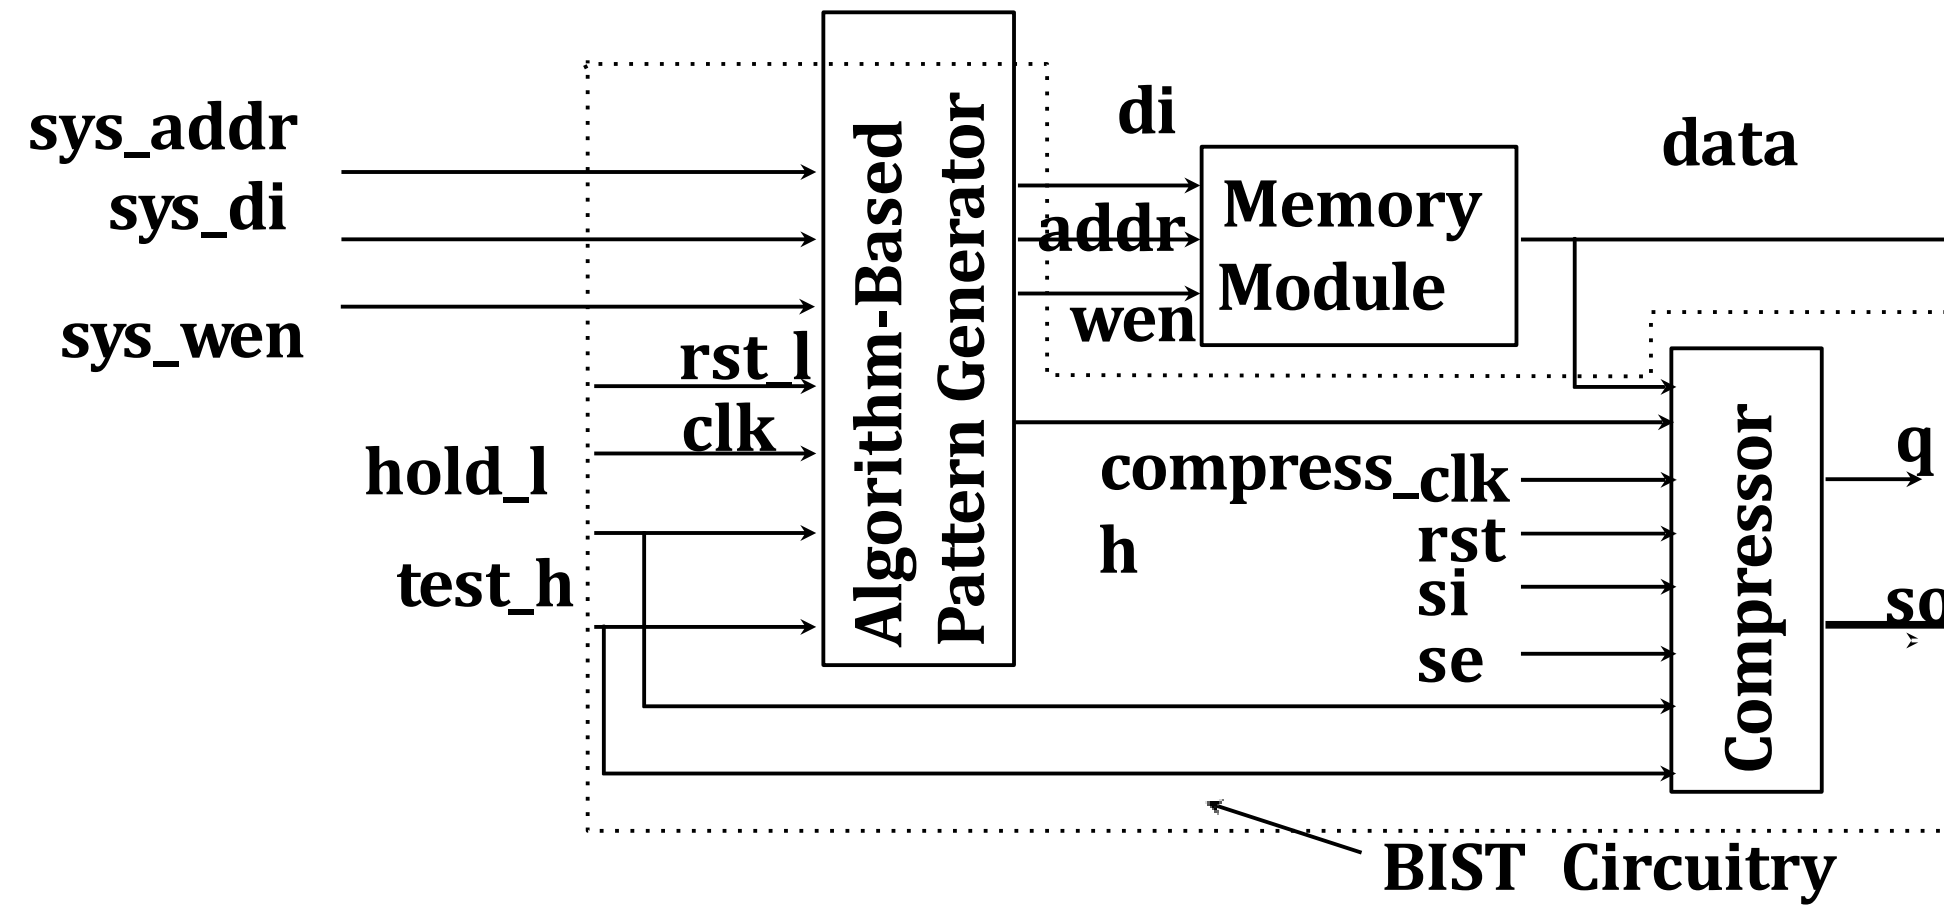 sys_addr
sys_di
sys_wen
rst_l
clk
hold_l
test_h
Algorithm-Based
Pattern Generator
di
addr
wen
Memory
Module
data
compress_
h
clk
rst
si
se
Compressor
q
so
BIST Circuitry